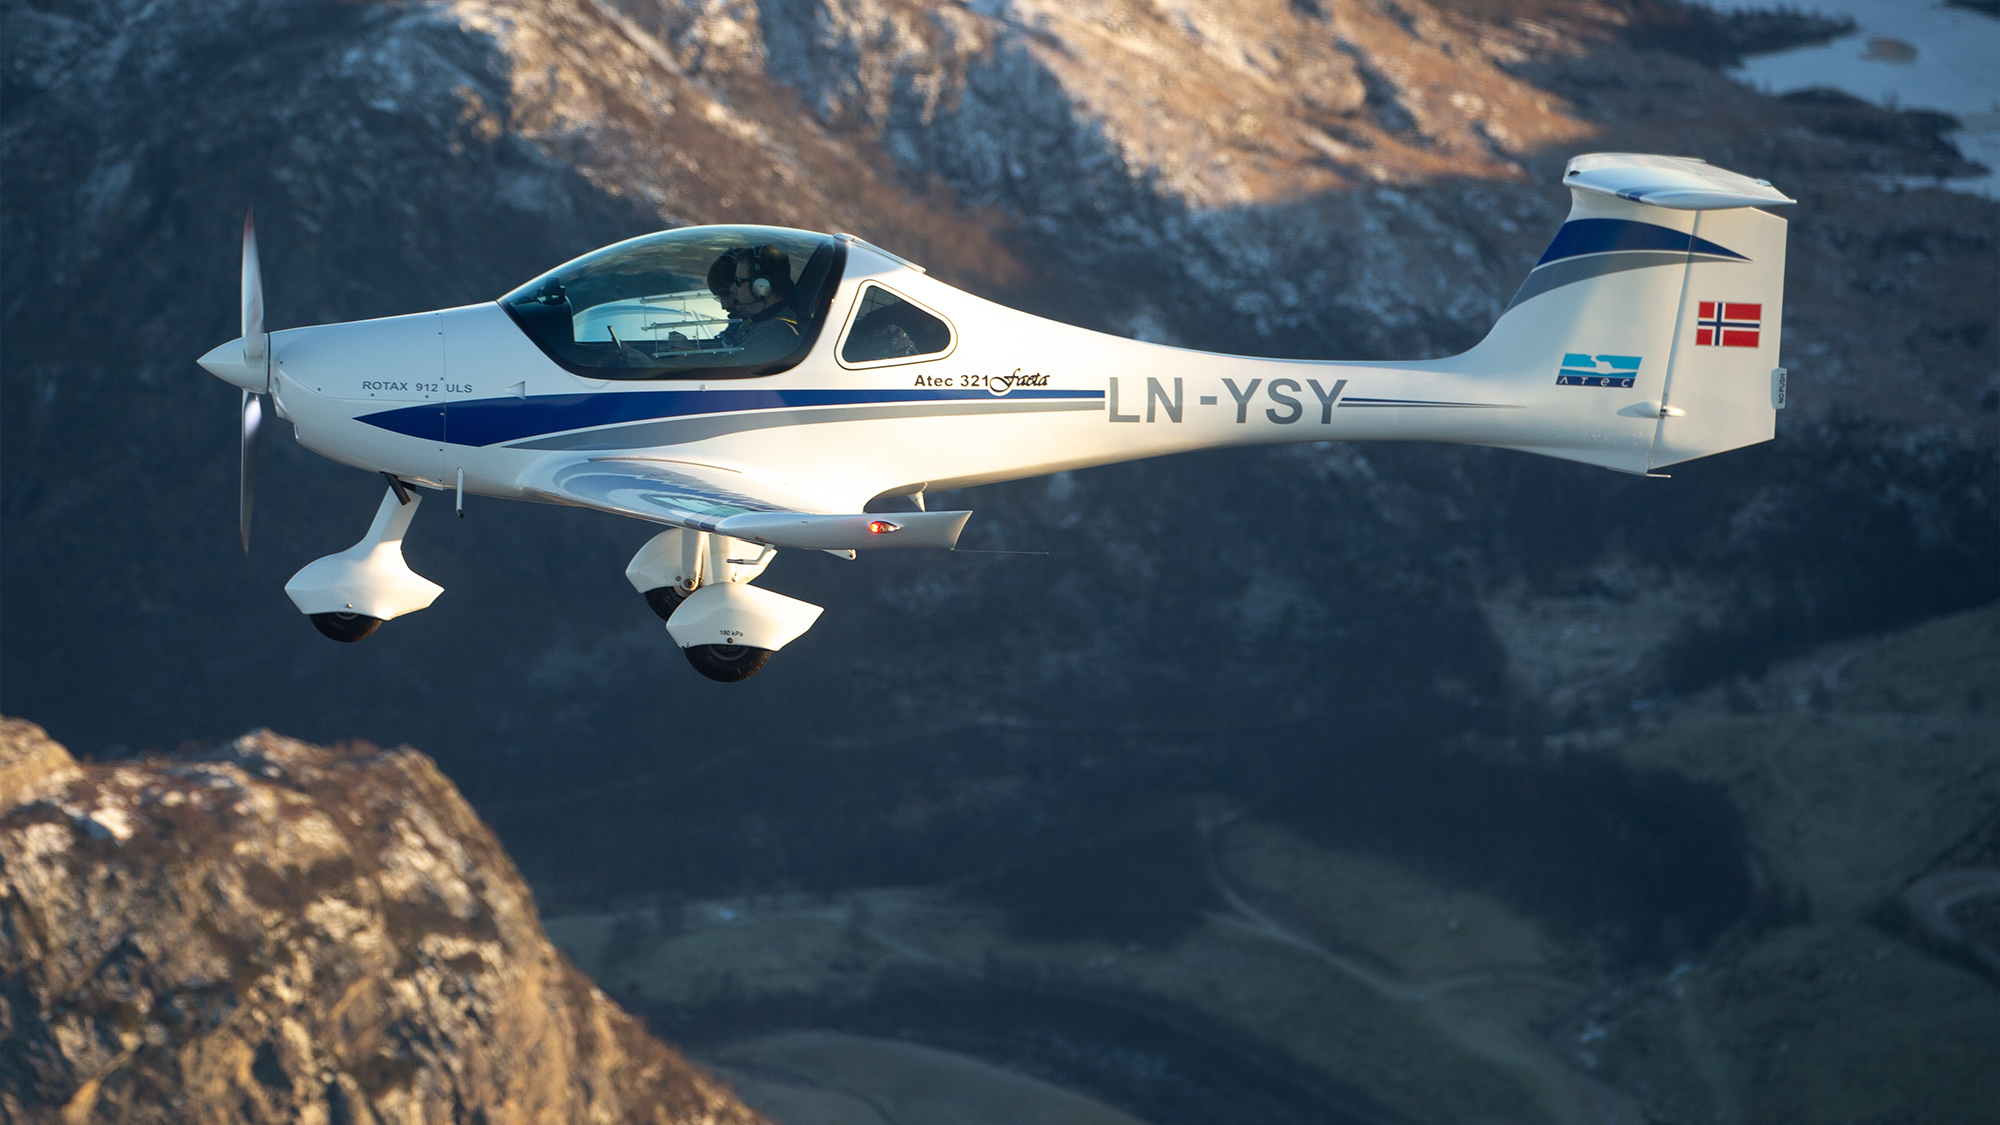 ROTAX 912 ULS
Atec 321 Faeta
LN-YSY
ATEC
NO PUSH
180 kPa